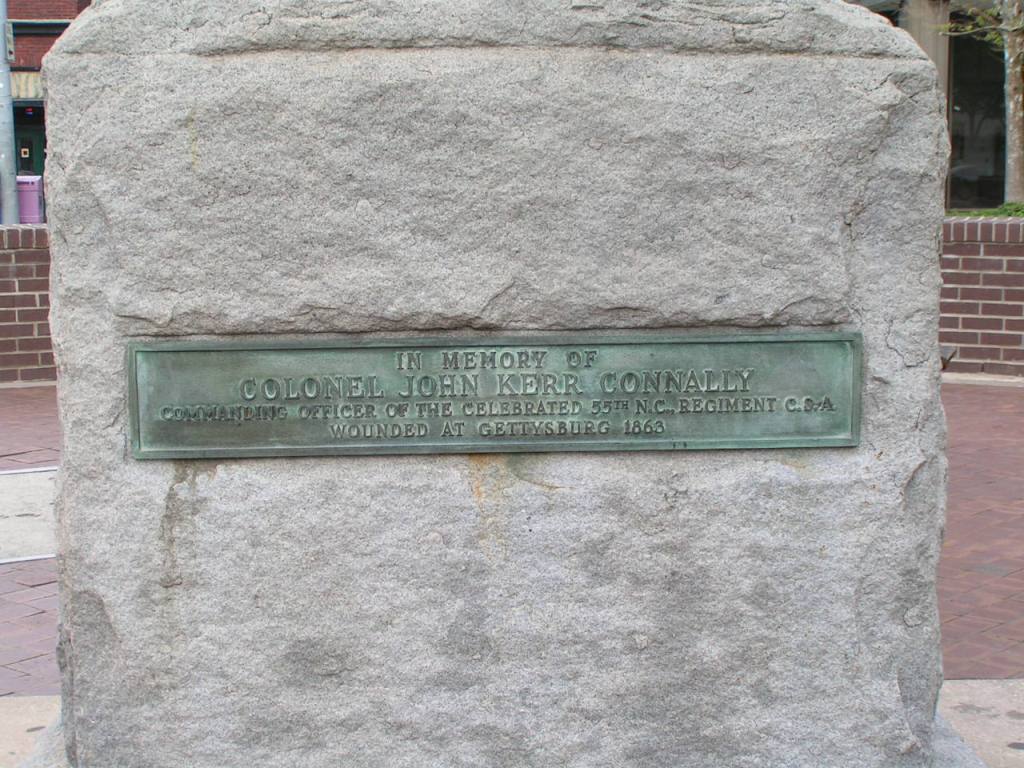 IN MEMORY OF
COLONEL JOHN KERR CONNALLY
COMMANDING OFFICER OF THE CELEBRATED 55TH N.C., REGIMENT C.S.A.
WOUNDED AT GETTYSBURG 1863